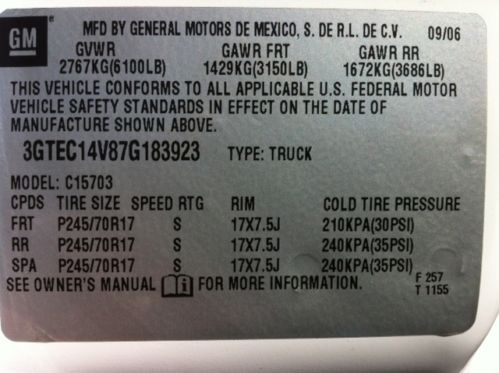 GM MFD BY GENERAL MOTORS DE MEXICO, S. DE R.L. DE C.V. 09/06
GVWR GAWR FRT GAWR RR
2767KG(6100LB) 1429KG(3150LB) 1672KG(3686LB)
THIS VEHICLE CONFORMS TO ALL APPLICABLE U.S. FEDERAL MOTOR
VEHICLE SAFETY STANDARDS IN EFFECT ON THE DATE OF
MANUFACTURE SHOWN ABOVE.
3GTEC14V87G183923 TYPE: TRUCK
MODEL: C15703
CPDS TIRE SIZE SPEED RTG RIM COLD TIRE PRESSURE
FRT P245/70R17 S 17X7.5J 210KPA(30PSI)
RR P245/70R17 S 17X7.5J 240KPA(35PSI)
SPA P245/70R17 S 17X7.5J 240KPA(35PSI)
SEE OWNER'S MANUAL FOR MORE INFORMATION. F 257
T 1155